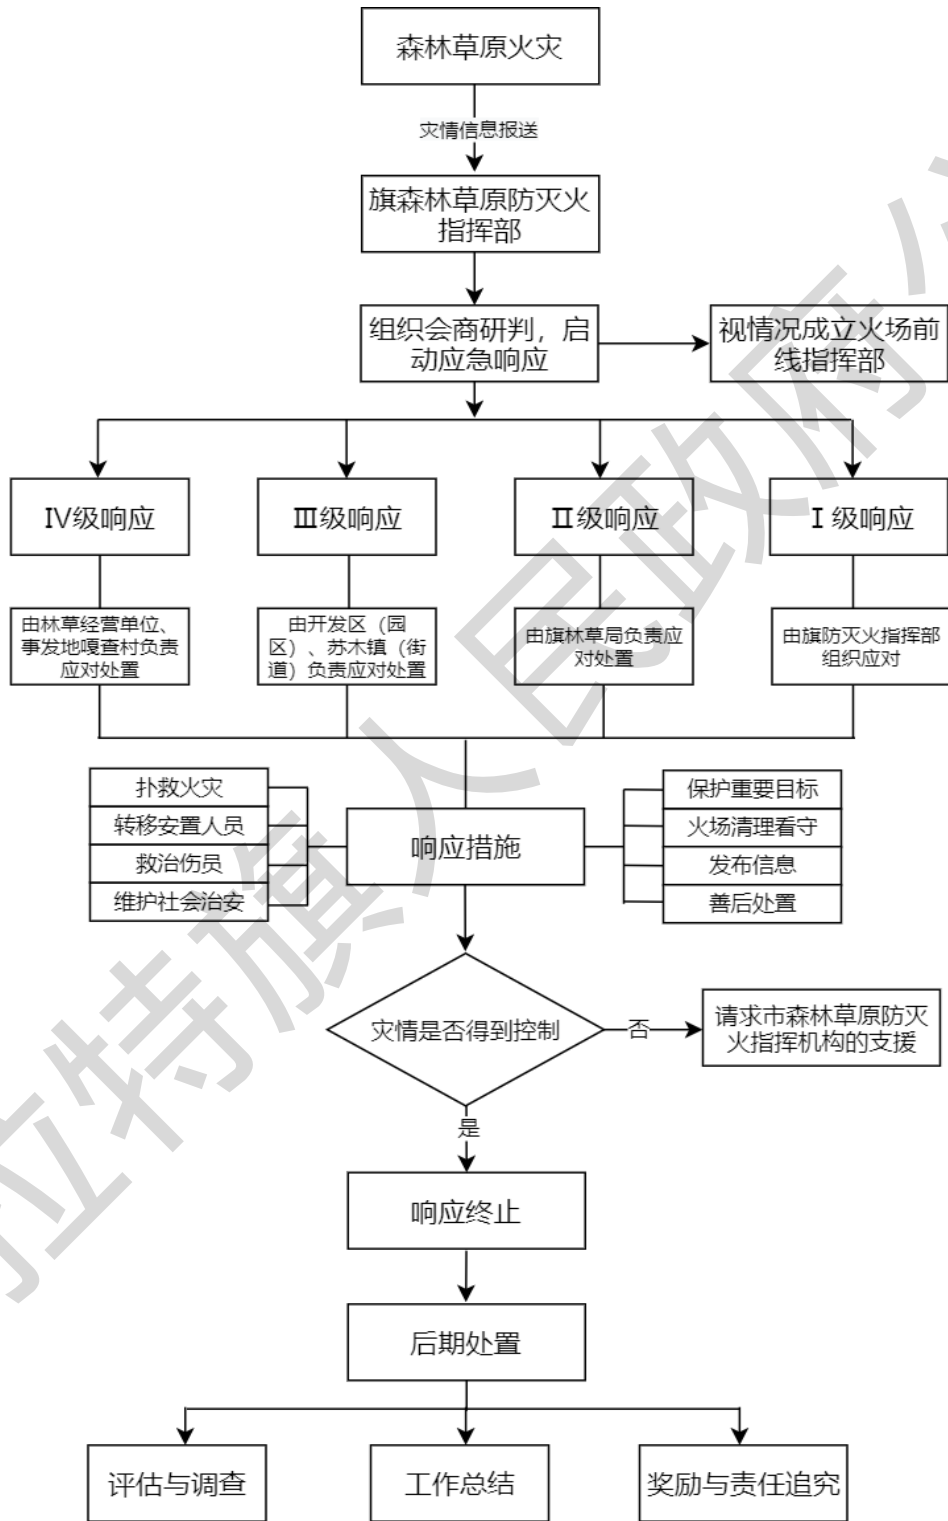 森林草原火灾
灾情信息报送
旗森林草原防灭火
指挥部
组织会商研判，启
动应急响应
视情况成立火场前
线指挥部
Ⅳ级响应
Ⅲ级响应
Ⅱ级响应
Ⅰ级响应
由林草经营单位、
事发地嘎查村负责
应对处置
由开发区（园
区）、苏木镇（街
道）负责应对处置
由旗林草局负责应
对处置
由旗防灭火指挥部
组织应对
扑救火灾
转移安置人员
救治伤员
维护社会治安
响应措施
保护重要目标
火场清理看守
发布信息
善后处置
灾情是否得到控制
否
请求市森林草原防灭
火指挥机构的支援
是
响应终止
后期处置
评估与调查
工作总结
奖励与责任追究
拉特旗人民政府公